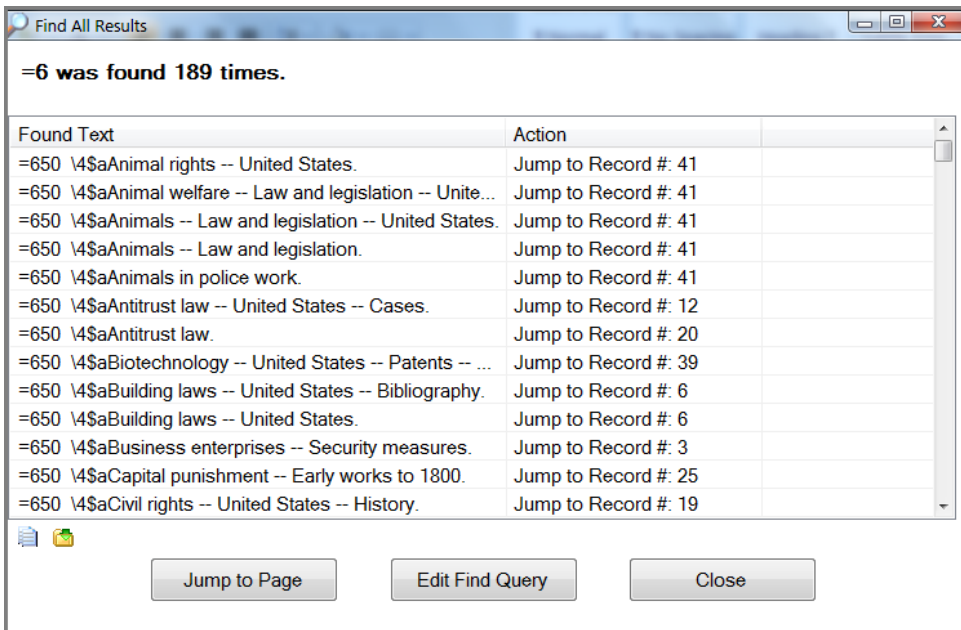 Find All Results
=6 was found 189 times.
Found Text Action
=650  \4$aAnimal rights -- United States. Jump to Record #: 41
=650  \4$aAnimal welfare -- Law and legislation -- Unite... Jump to Record #: 41
=650  \4$aAnimals -- Law and legislation -- United States. Jump to Record #: 41
=650  \4$aAnimals -- Law and legislation. Jump to Record #: 41
=650  \4$aAnimals in police work. Jump to Record #: 41
=650  \4$aAntitrust law -- United States -- Cases. Jump to Record #: 12
=650  \4$aAntitrust law. Jump to Record #: 20
=650  \4$aBiotechnology -- United States -- Patents -- ... Jump to Record #: 39
=650  \4$aBuilding laws -- United States -- Bibliography. Jump to Record #: 6
=650  \4$aBuilding laws -- United States. Jump to Record #: 6
=650  \4$aBusiness enterprises -- Security measures. Jump to Record #: 3
=650  \4$aCapital punishment -- Early works to 1800. Jump to Record #: 25
=650  \4$aCivil rights -- United States -- History. Jump to Record #: 19
Jump to Page Edit Find Query Close